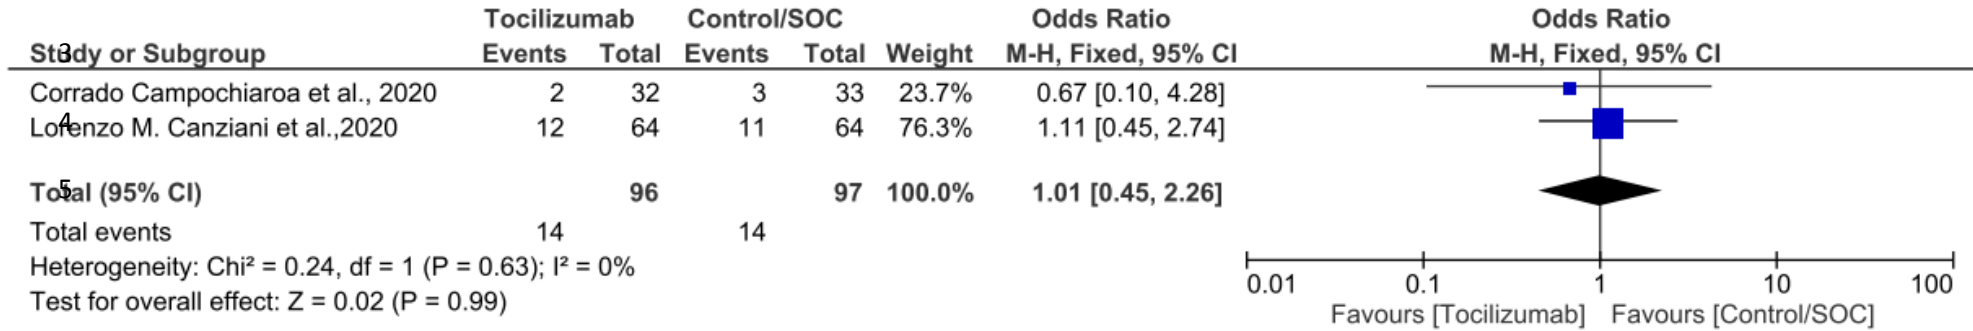 Tocilizumab Control/SOC Odds Ratio Odds Ratio
3
Study or Subgroup Events Total Events Total Weight M-H, Fixed, 95% CI M-H, Fixed, 95% CI
Corrado Campochiaroa et al., 2020 2 32 3 33 23.7% 0.67 [0.10, 4.28]
4
Lorenzo M. Canziani et al.,2020 12 64 11 64 76.3% 1.11 [0.45, 2.74]
5
Total (95% CI) 96 97 100.0% 1.01 [0.45, 2.26]
Total events 14 14
Heterogeneity: Chi² = 0.24, df = 1 (P = 0.63); I² = 0%
Test for overall effect: Z = 0.02 (P = 0.99)
0.01 0.1 1 10 100
Favours [Tocilizumab] Favours [Control/SOC]